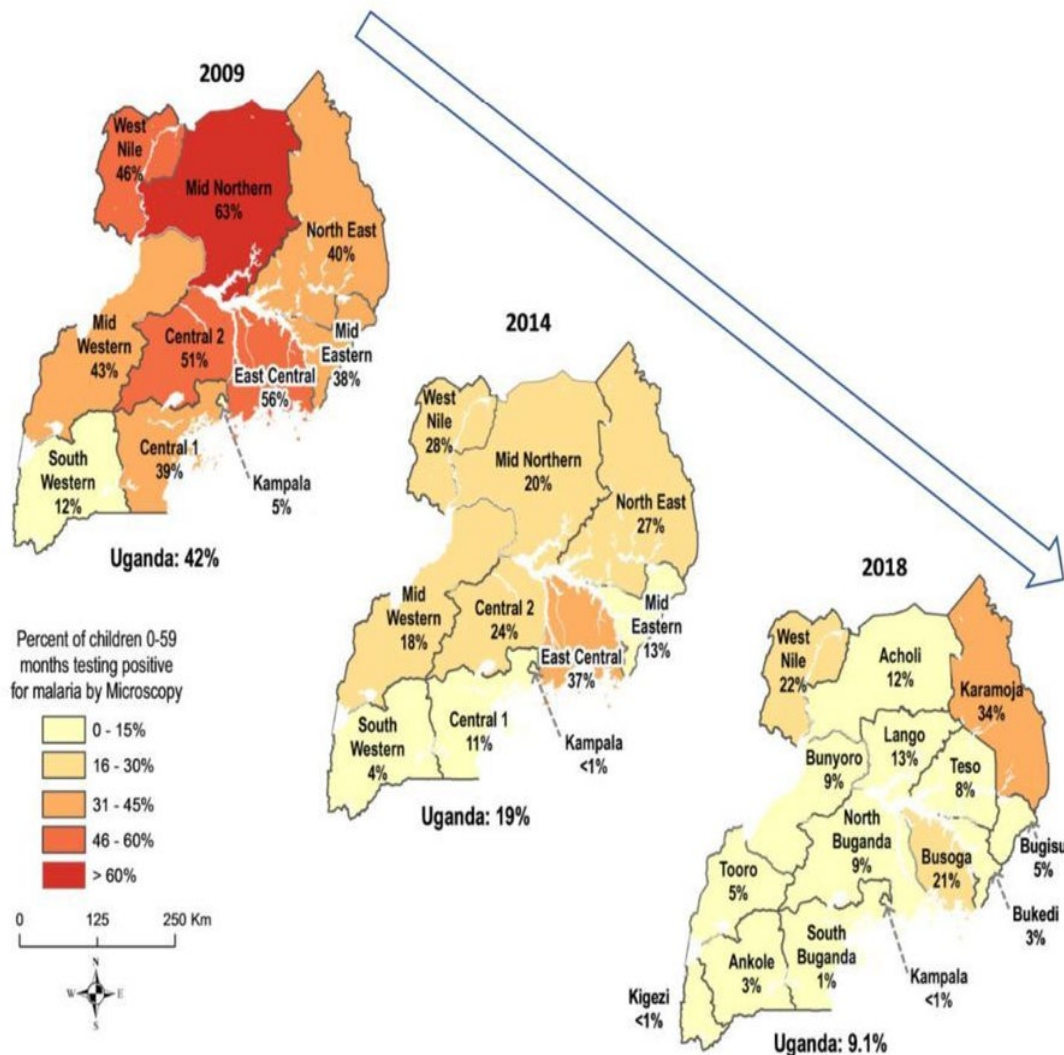 2009
West
Nile
46%
Mid Northern
63%
North East
40%
Mid
Western
43%
Central 2
51%
East Central
56%
Mid
Eastern
38%
South
Western
12%
Central 1
39%
Kampala
5%
Uganda: 42%
2014
West
Nile
28%
Mid Northern
20%
North East
27%
Mid
Western
18%
Central 2
24%
East Central
37%
Mid
Eastern
13%
South
Western
4%
Central 1
11%
Kampala
<1%
Uganda: 19%
2018
West
Nile
22%
Acholi
12%
Karamoja
34%
Lango
13%
Teso
8%
Bunyoro
9%
North
Buganda
9%
Busoga
21%
Bugisu
5%
Bukedi
3%
Tooro
5%
Ankole
3%
South
Buganda
1%
Kampala
<1%
Kigezi
<1%
Uganda: 9.1%
Percent of children 0-59
months testing positive
for malaria by Microscopy
0 - 15%
16 - 30%
31 - 45%
46 - 60%
> 60%
0 125 250 Km
N
W E
S